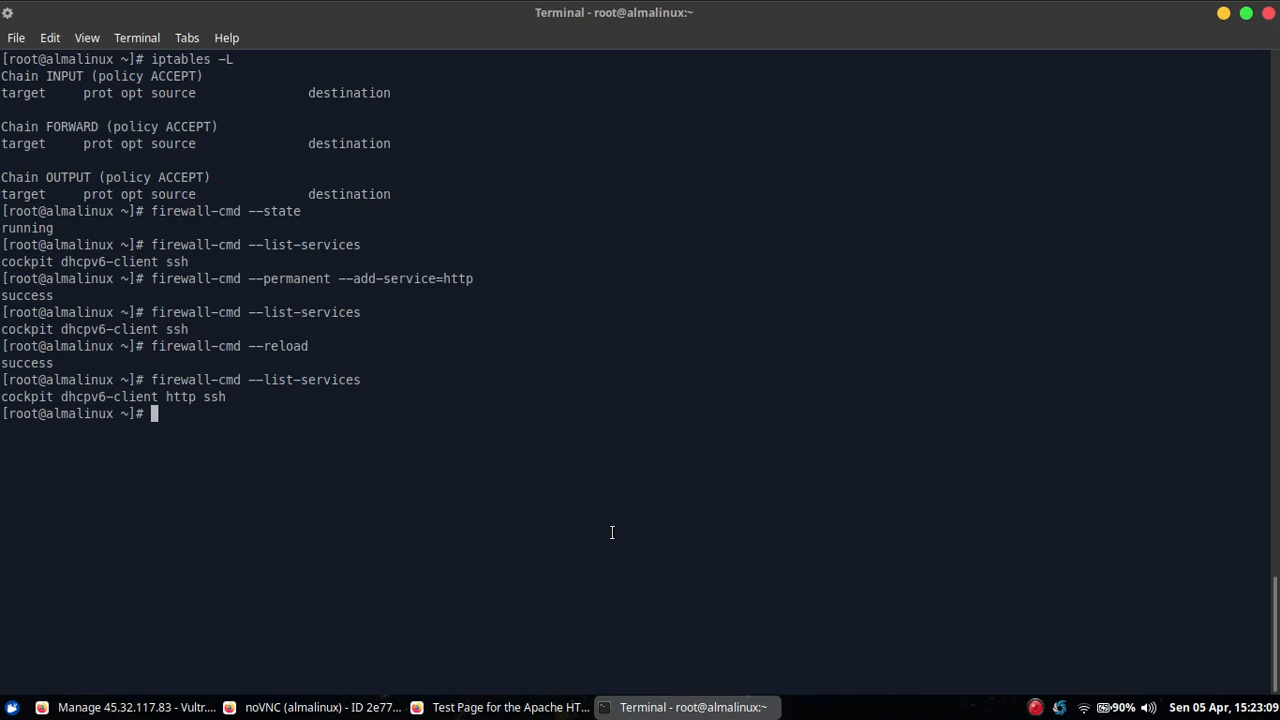 Terminal - root@almalinux:~
File Edit View Terminal Tabs Help
[root@almalinux ~]# iptables -L
Chain INPUT (policy ACCEPT)
target     prot opt source               destination
Chain FORWARD (policy ACCEPT)
target     prot opt source               destination
Chain OUTPUT (policy ACCEPT)
target     prot opt source               destination
[root@almalinux ~]# firewall-cmd --state
running
[root@almalinux ~]# firewall-cmd --list-services
cockpit dhcpv6-client ssh
[root@almalinux ~]# firewall-cmd --permanent --add-service=http
success
[root@almalinux ~]# firewall-cmd --list-services
cockpit dhcpv6-client ssh
[root@almalinux ~]# firewall-cmd --reload
success
[root@almalinux ~]# firewall-cmd --list-services
cockpit dhcpv6-client http ssh
[root@almalinux ~]#
Manage 45.32.117.83 - Vultr.... noVNC (almalinux) - ID 2e77... Test Page for the Apache HT... Terminal - root@almalinux:~ 90% Sen 05 Apr, 15:23:09